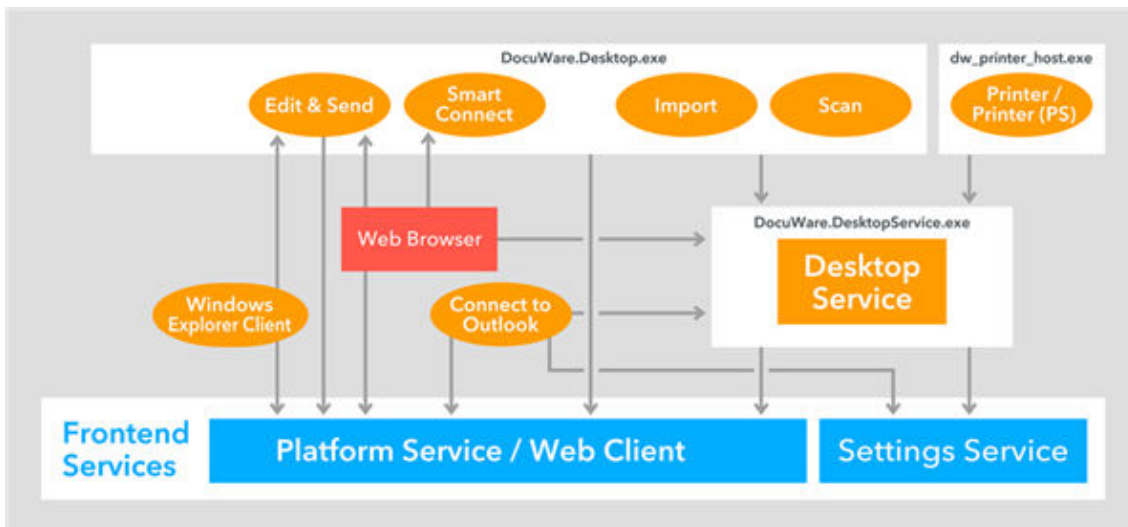 DocuWare.Desktop.exe
dw_printer_host.exe
Edit & Send
Smart
Connect
Import
Scan
Printer /
Printer (PS)
Web Browser
DocuWare.DesktopService.exe
Desktop
Service
Windows
Explorer Client
Connect to
Outlook
Frontend
Services
Platform Service / Web Client
Settings Service